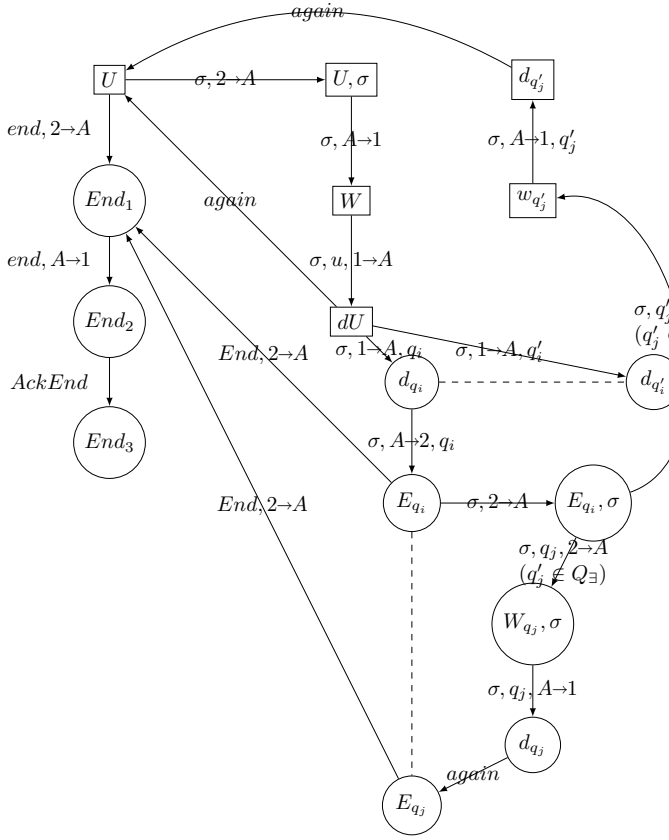 again
U
σ, 2→A
U, σ
d_{q'_j}
end, 2→A
σ, A→1
σ, A→1, q'_j
End_1
again
W
w_{q'_j}
end, A→1
σ, u, 1→A
End_2
dU
σ, q'_j
(q'_j
End, 2→A
σ, 1→A, q_i
σ, 1→A, q'_i
AckEnd
d_{q_i}
d_{q'_i}
End_3
σ, A→2, q_i
End, 2→A
E_{q_i}
σ, 2→A
E_{q_i}, σ
σ, q_j, 2→A
(q'_j ∈ Q_∃)
W_{q_j}, σ
σ, q_j, A→1
d_{q_j}
again
E_{q_j}